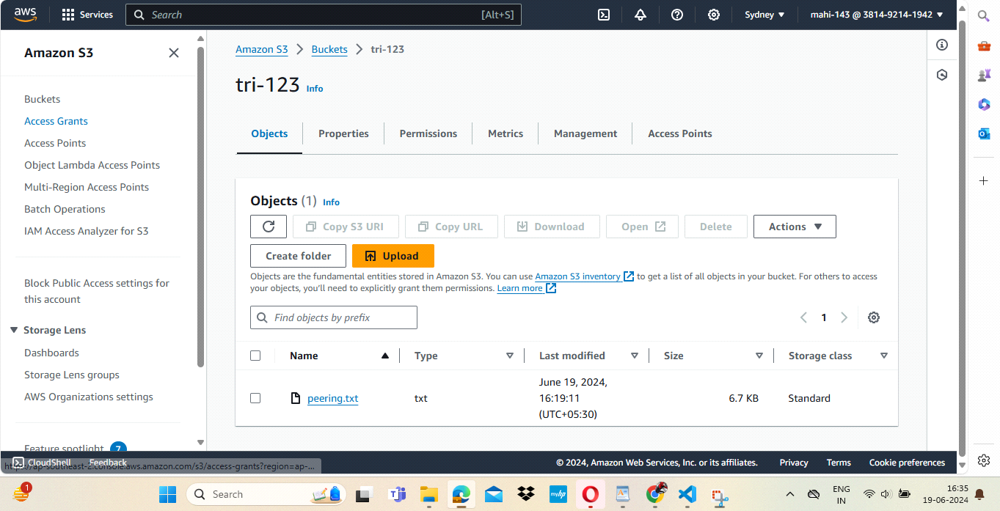 aws
Services
Search
[Alt+S]
Sydney ▼
mahi-143 @ 3814-9214-1942 ▼
Amazon S3
Buckets
Access Grants
Access Points
Object Lambda Access Points
Multi-Region Access Points
Batch Operations
IAM Access Analyzer for S3
Block Public Access settings for
this account
Storage Lens
Dashboards
Storage Lens groups
AWS Organizations settings
Feature spotlight 7
Amazon S3 > Buckets > tri-123
tri-123 Info
Objects
Properties
Permissions
Metrics
Management
Access Points
Objects (1) Info
Copy S3 URI
Copy URL
Download
Open
Delete
Actions ▼
Create folder
Upload
Objects are the fundamental entities stored in Amazon S3. You can use Amazon S3 inventory to get a list of all objects in your bucket. For others to access
your objects, you’ll need to explicitly grant them permissions. Learn more
Find objects by prefix
1
Name
Type
Last modified
Size
Storage class
peering.txt
txt
June 19, 2024,
16:19:11
(UTC+05:30)
6.7 KB
Standard
CloudShell
Feedback
https://ap-southeast-2.console.aws.amazon.com/s3/access-grants?region=ap-...
© 2024, Amazon Web Services, Inc. or its affiliates.
Privacy
Terms
Cookie preferences
1
Search
myhp
ENG
IN
16:35
19-06-2024